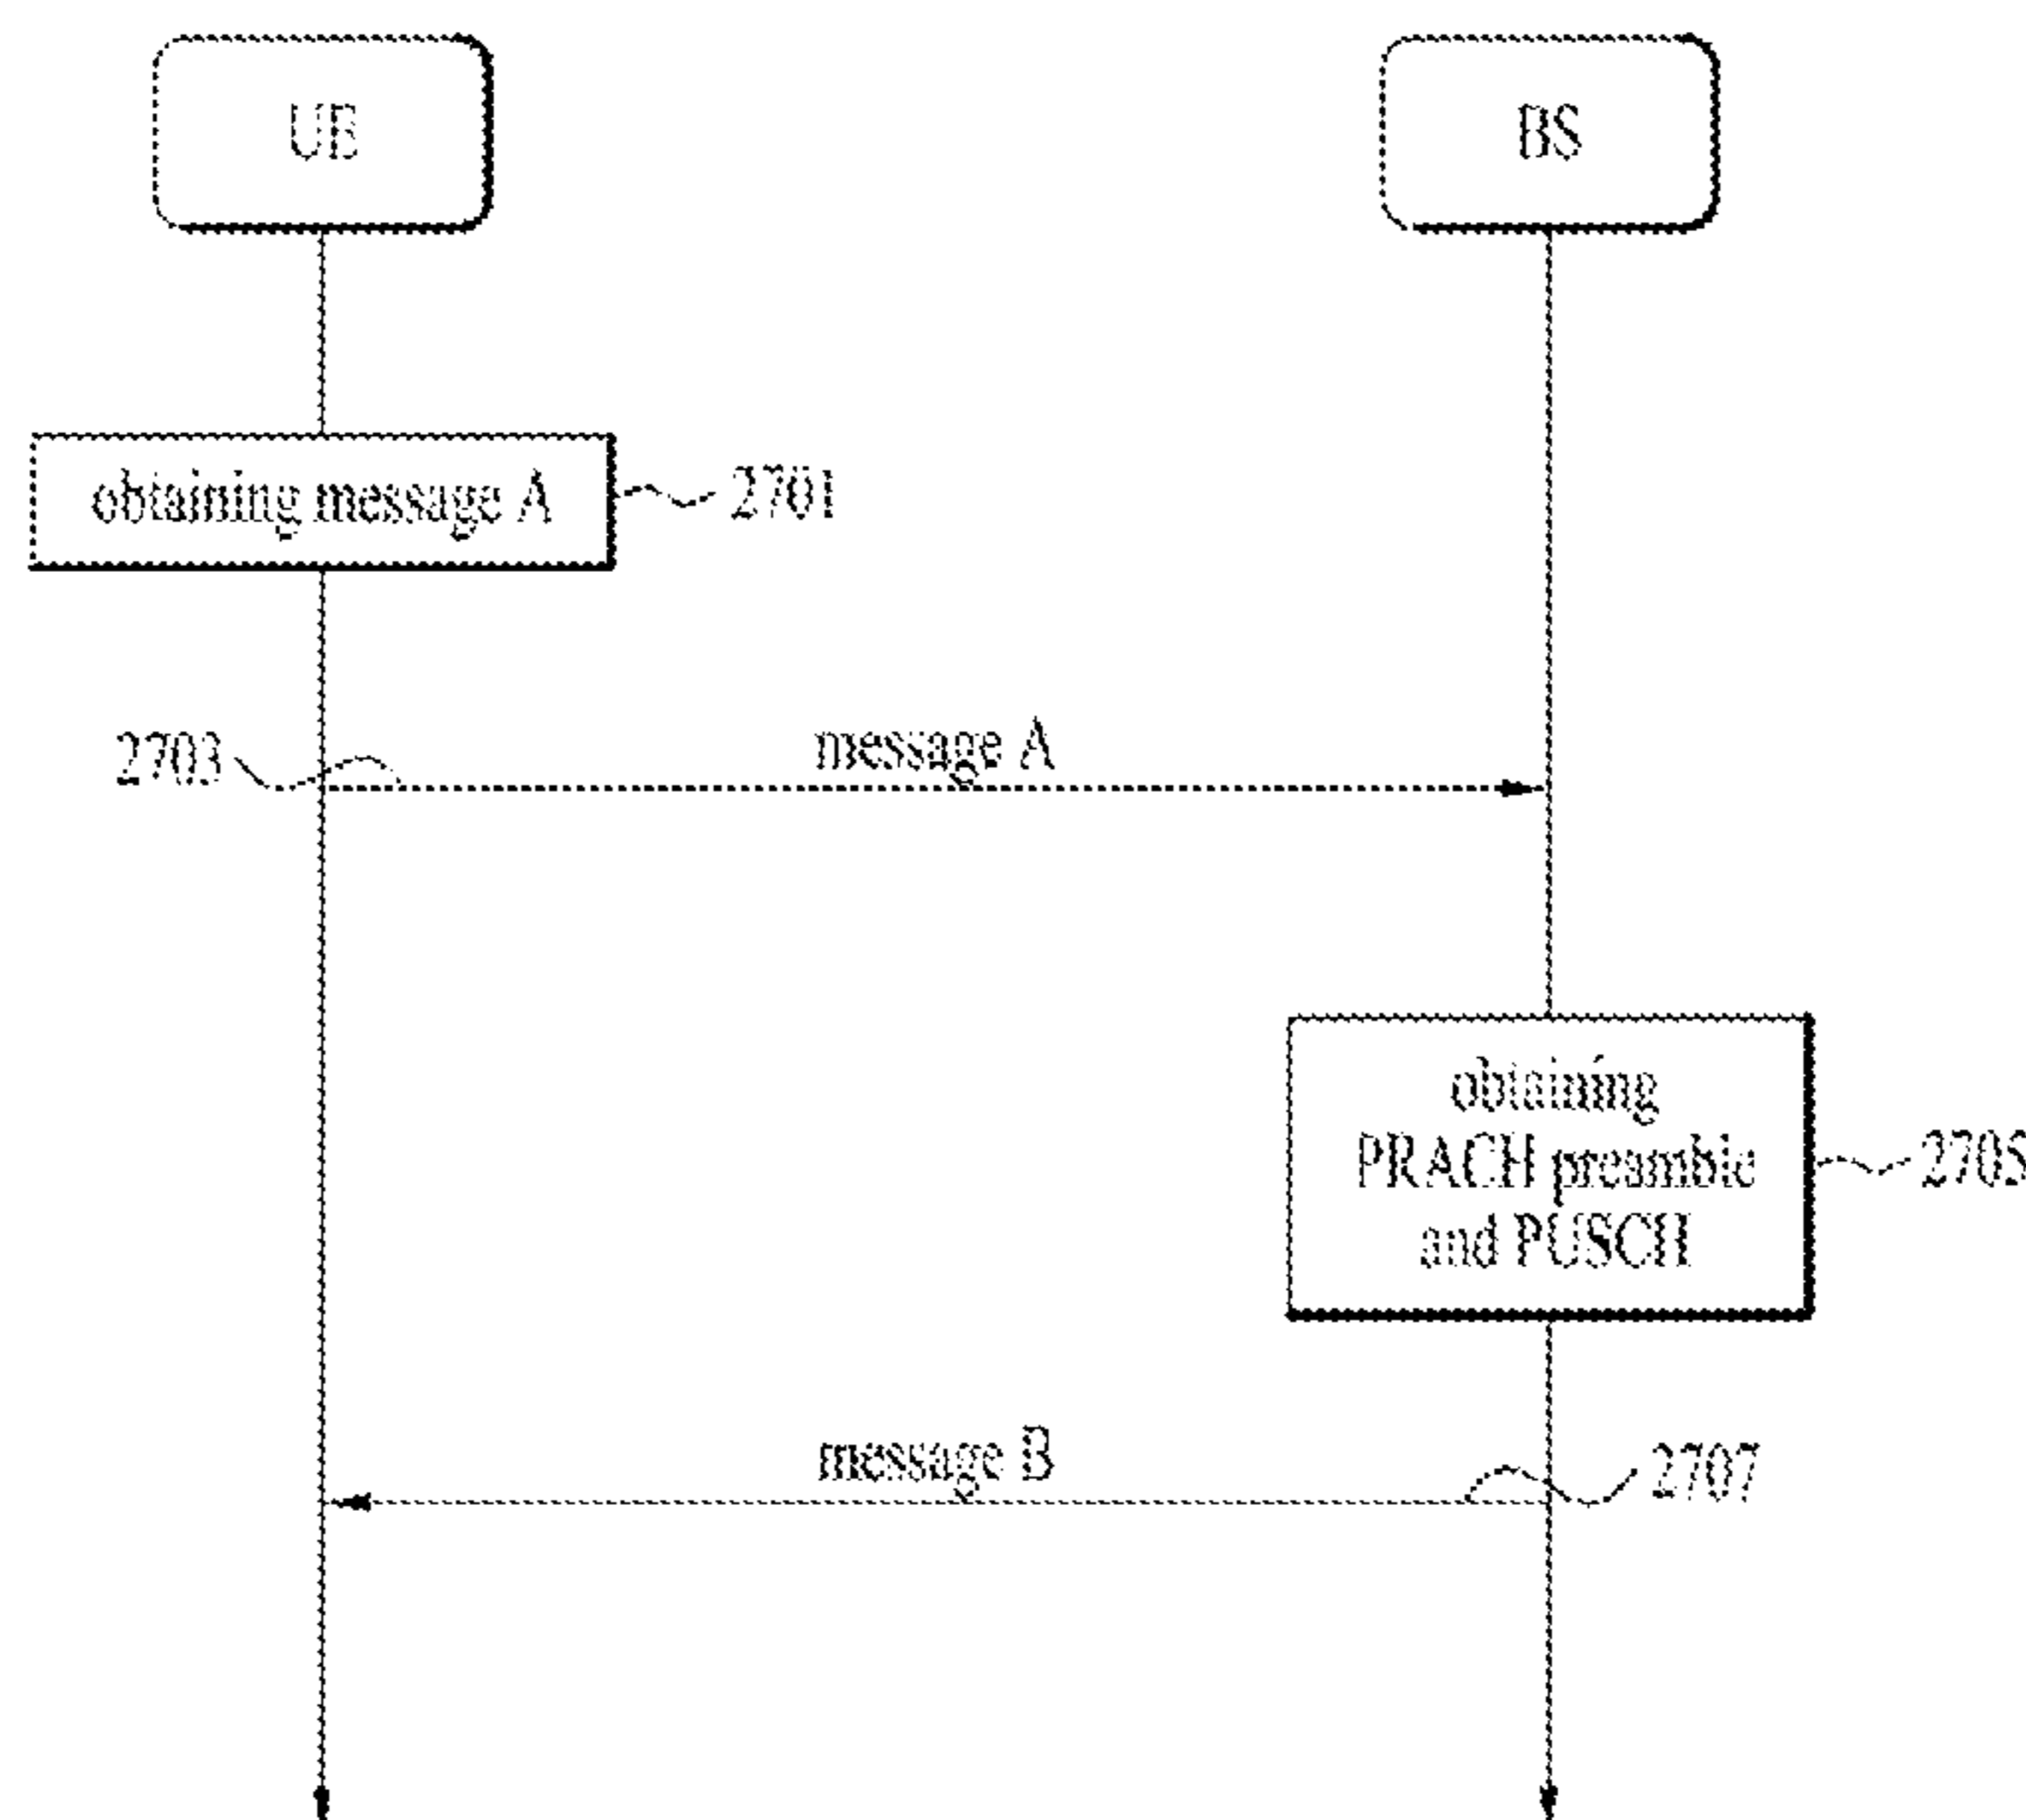 UE
BS
obtaining message A
2701
2703
message A
obtaining
PRACH preamble
and PUSCH
2705
message B
2707